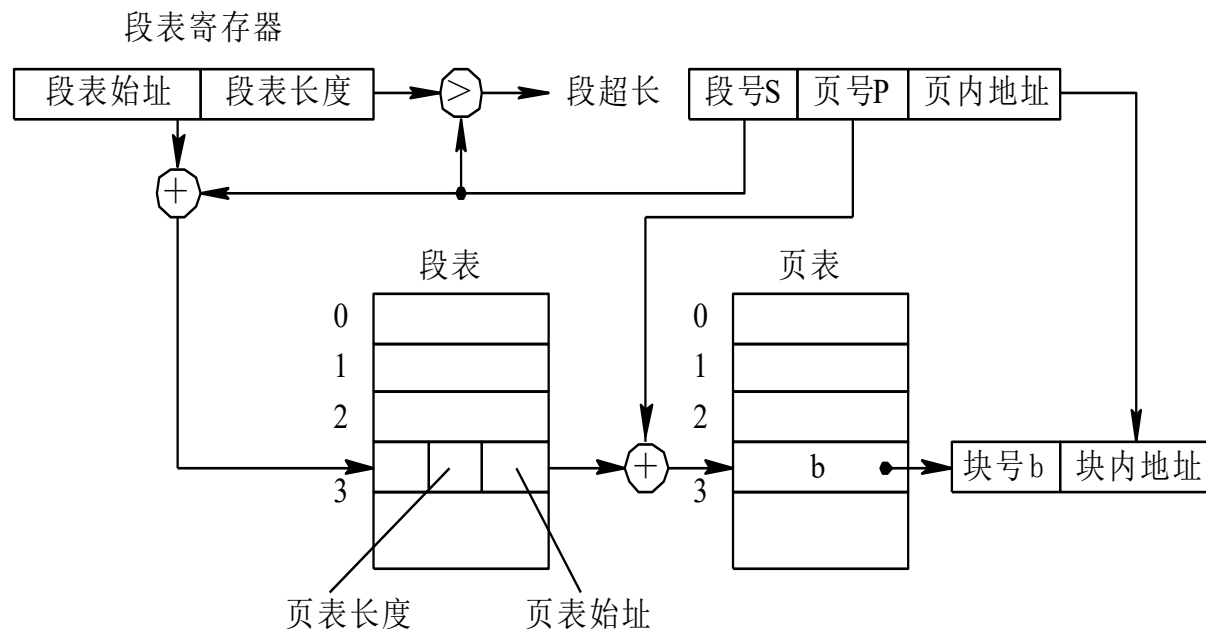 段表寄存器
段表始址 段表长度 > 段超长 段号S 页号P 页内地址
+
段表 页表
0 0
1 1
2 2
+ b 块号b 块内地址
3 3
页表长度 页表始址